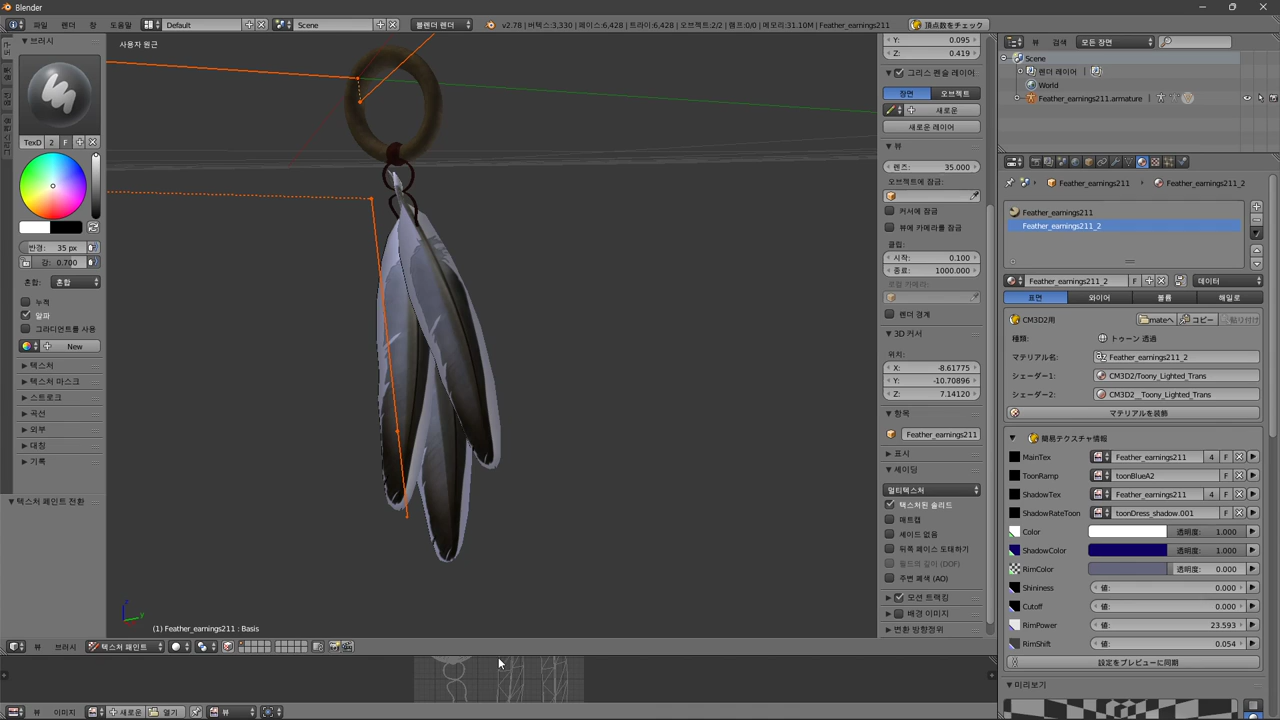 Blender
파일
렌더
창
도움말
Default
Scene
블렌더 렌더
v2.78 | 버텍스:3,330 | 페이스:6,428 | 트라이:6,428 | 오브젝트:2/2 | 램프:0/0 | 메모리:31.10M | Feather_earnings211
頂点数をチェック
브러시
TexD
2
F
반경: 35 px
강: 0.700
혼합: 혼합
누적
알파
그라디언트를 사용
New
텍스처
텍스처 마스크
스트로크
곡선
외부
대칭
기록
텍스처 페인트 전환
사용자 원근
(1) Feather_earnings211 : Basis
뷰
브러시
텍스처 페인트
Y: 0.095
Z: 0.419
그리스 펜슬 레이어
장면
오브젝트
새로운
새로운 레이어
뷰
렌즈: 35.000
오브젝트에 잠금:
커서에 잠금
뷰에 카메라를 잠금
클립:
시작: 0.100
종료: 1000.000
로컬 카메라:
렌더 경계
3D 커서
위치:
X: -8.61775
Y: -10.70896
Z: 7.14120
항목
Feather_earnings211
표시
셰이딩
멀티텍스처
텍스처된 솔리드
매트캡
셰이드 없음
뒤쪽 페이스 도태하기
필드의 깊이 (DOF)
주변 폐색 (AO)
모션 트랙킹
배경 이미지
변환 방향정위
뷰
검색
모든 장면
Scene
렌더 레이어
World
Feather_earnings211.armature
Feather_earnings211
Feather_earnings211_2
Feather_earnings211
Feather_earnings211_2
Feather_earnings211_2
F
데이터
표면
와이어
볼륨
해일로
CM3D2用
mateへ
コピー
貼り付け
種類:
トゥーン 透過
マテリアル名:
Feather_earnings211_2
シェーダー1:
CM3D2/Toony_Lighted_Trans
シェーダー2:
CM3D2__Toony_Lighted_Trans
マテリアルを装飾
簡易テクスチャ情報
MainTex
Feather_earnings211
4
F
ToonRamp
toonBlueA2
F
ShadowTex
Feather_earnings211
4
F
ShadowRateToon
toonDress_shadow.001
F
Color
透明度: 1.000
ShadowColor
透明度: 1.000
RimColor
透明度: 0.000
Shininess
値: 0.000
Cutoff
値: 0.000
RimPower
値: 23.593
RimShift
値: 0.054
設定をプレビューに同期
미리보기
뷰
이미지
새로운
열기
뷰